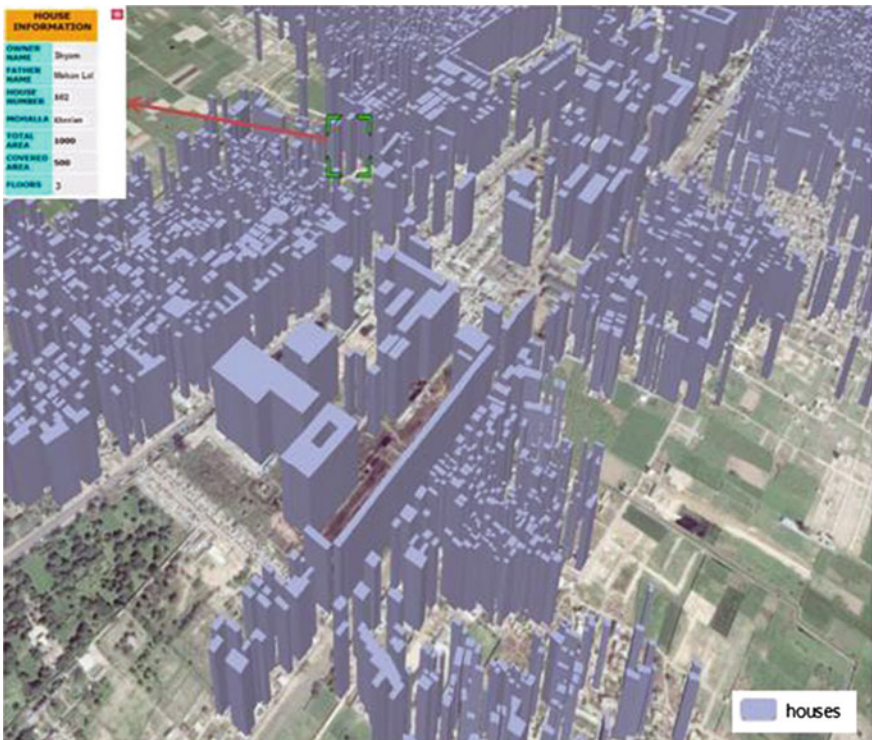 HOUSE
INFORMATION
OWNER
NAME
Shyam
FATHER
NAME
Mohan Lal
HOUSE
NUMBER
MOHALLA
TOTAL
AREA
1000
COVERED
AREA
500
FLOORS
3
houses